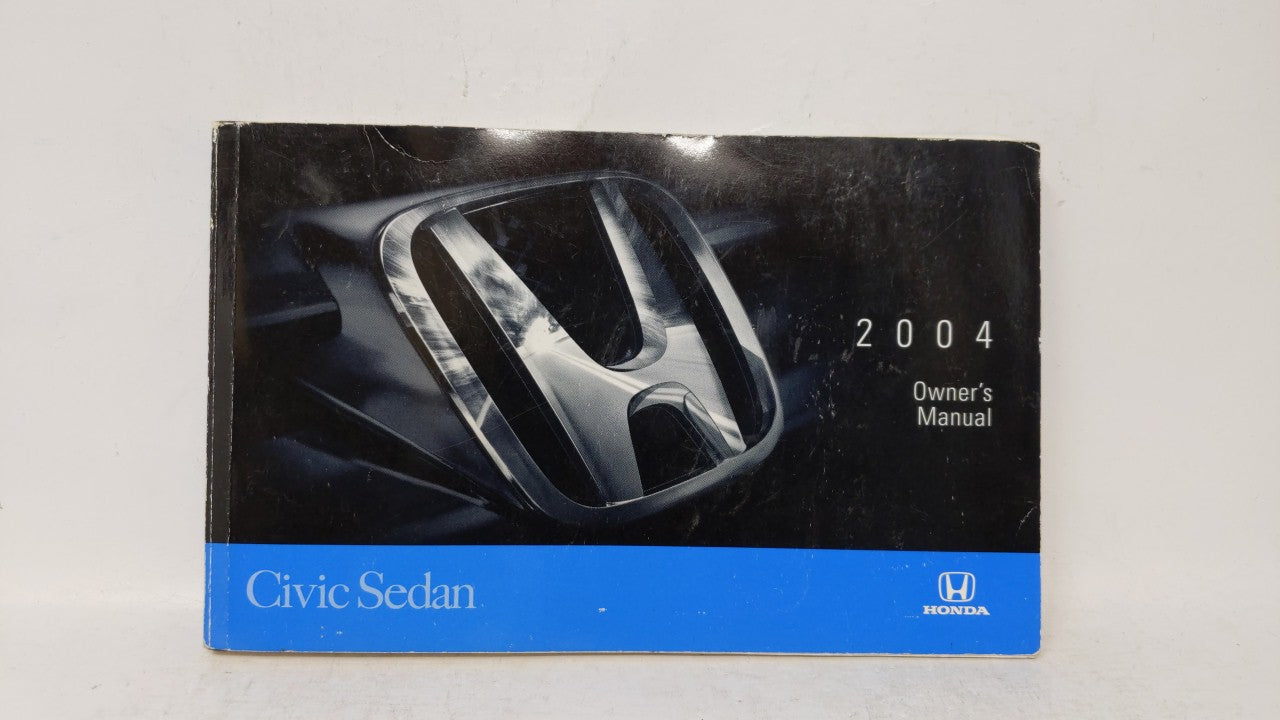 2004
Owner's
Manual
Civic Sedan
HONDA